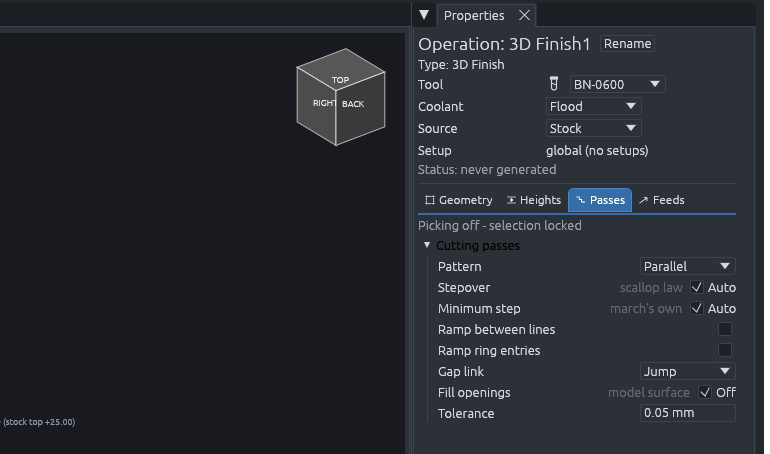 Properties
Operation: 3D Finish1 Rename
Type: 3D Finish
Tool BN-0600
Coolant Flood
Source Stock
Setup global (no setups)
Status: never generated
Geometry Heights Passes Feeds
Picking off - selection locked
Cutting passes
Pattern Parallel
Stepover scallop law Auto
Minimum step march's own Auto
Ramp between lines
Ramp ring entries
Gap link Jump
Fill openings model surface Off
Tolerance 0.05 mm
TOP
RIGHT BACK
(stock top +25.00)